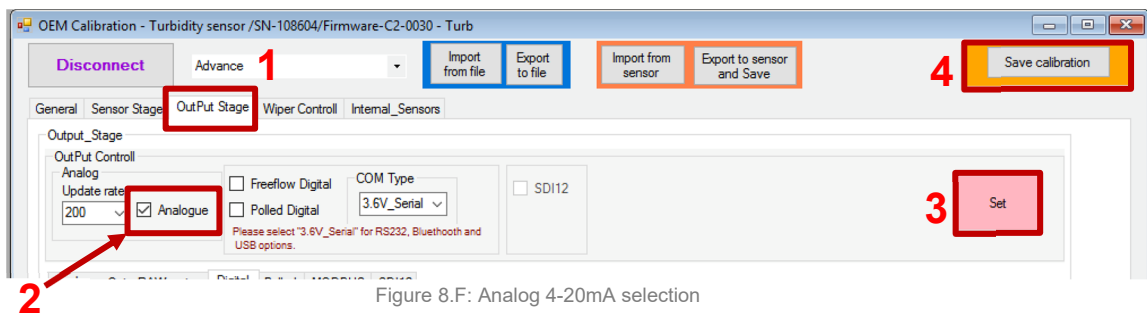 OEM Calibration - Turbidity sensor /SN-108604/Firmware-C2-0030 - Turb
Disconnect
Advance
1
Import from file
Export to file
Import from sensor
Export to sensor and Save
4
Save calibration
General
Sensor Stage
OutPut Stage
Wiper Controll
Internal_Sensors
Output_Stage
OutPut Controll
Analog
Update rate
200
Analogue
Freeflow Digital
Polled Digital
COM Type
3.6V_Serial
Please select "3.6V_Serial" for RS232, Bluethooth and
USB options.
SDI12
3
Set
2
Digital
Figure 8.F: Analog 4-20mA selection